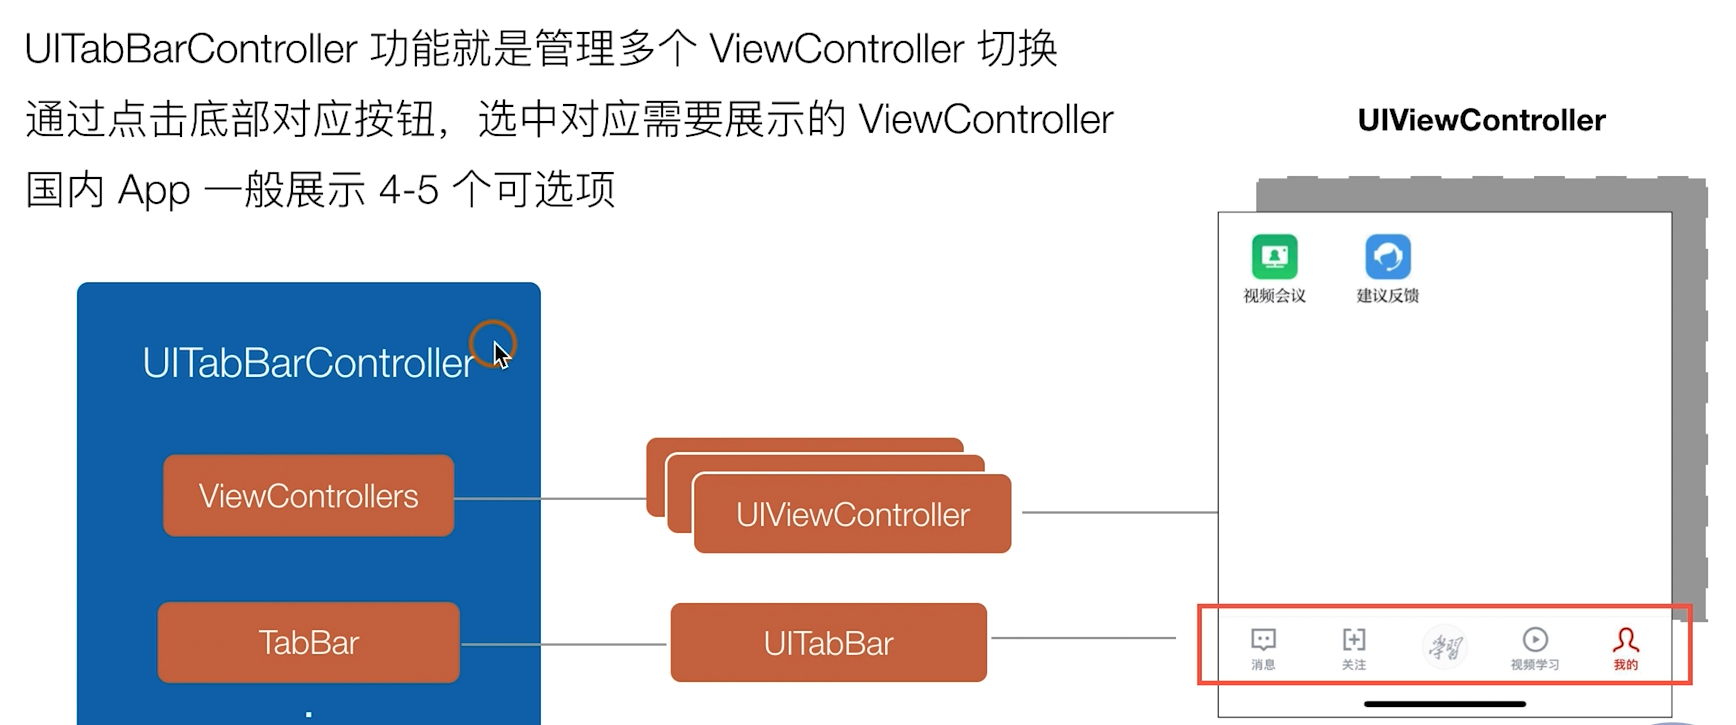 UITabBarController 功能就是管理多个 ViewController 切换
通过点击底部对应按钮，选中对应需要展示的 ViewController
国内 App 一般展示 4-5 个可选项
UIViewController
视频会议
建议反馈
UITabBarController
ViewControllers
UIViewController
TabBar
UITabBar
消息
关注
学習
视频学习
我的